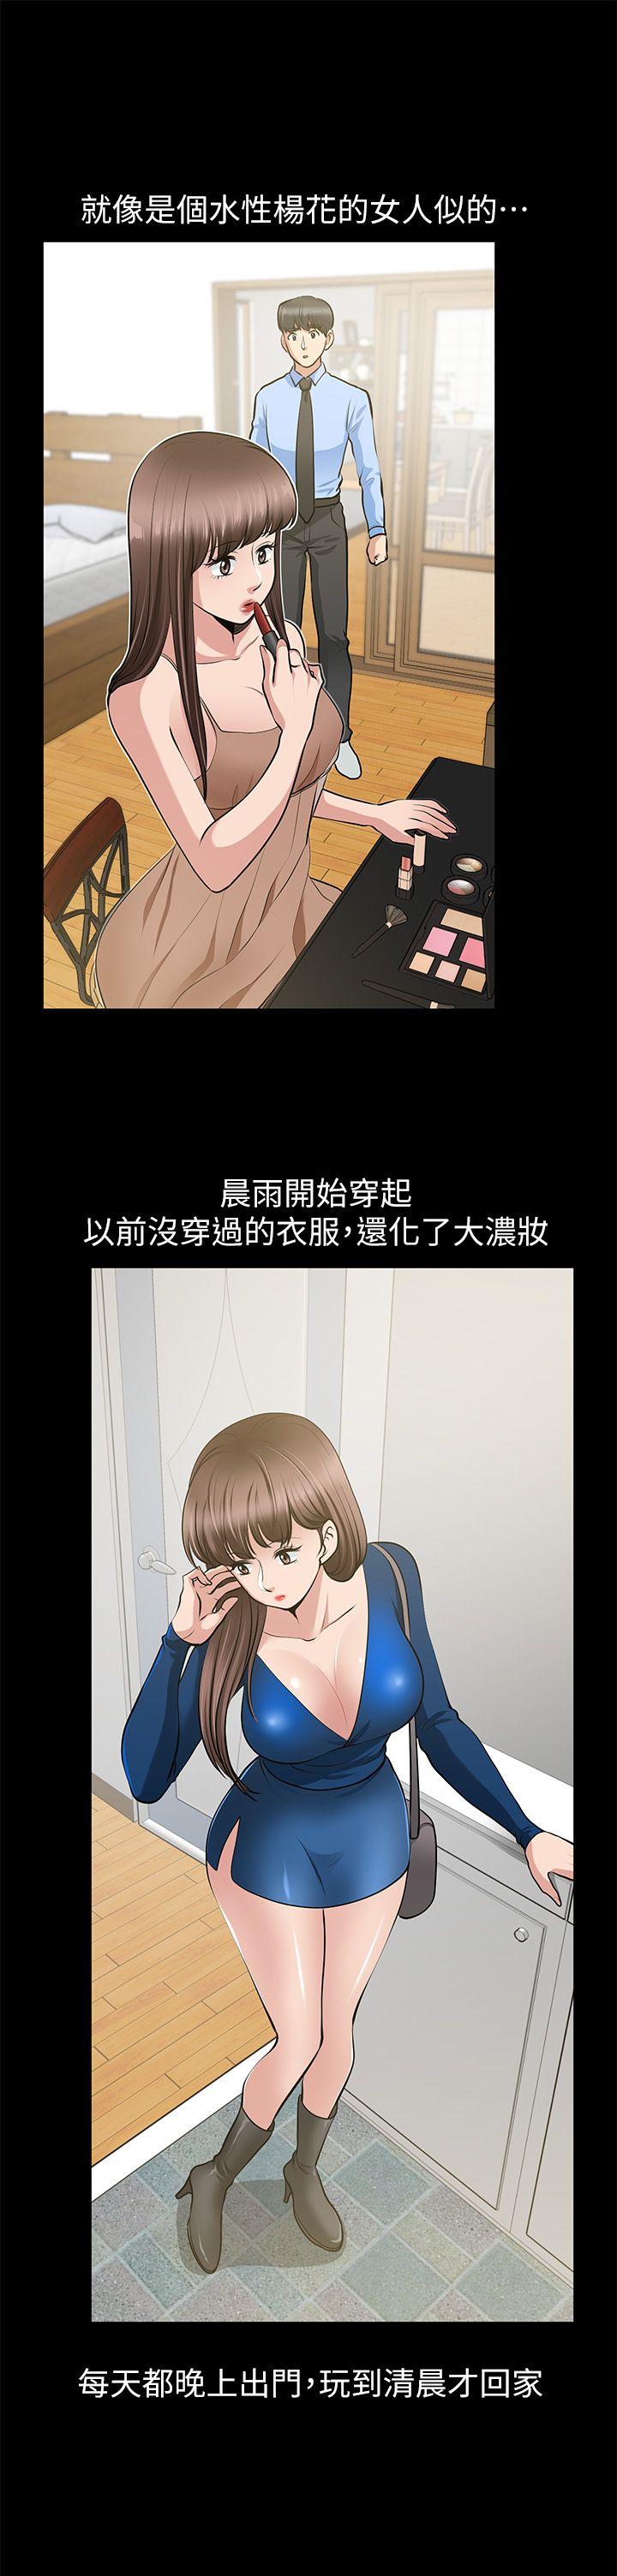 就像是個水性楊花的女人似的…
晨雨開始穿起
以前沒穿過的衣服，還化了大濃妝
每天都晚上出門，玩到清晨才回家